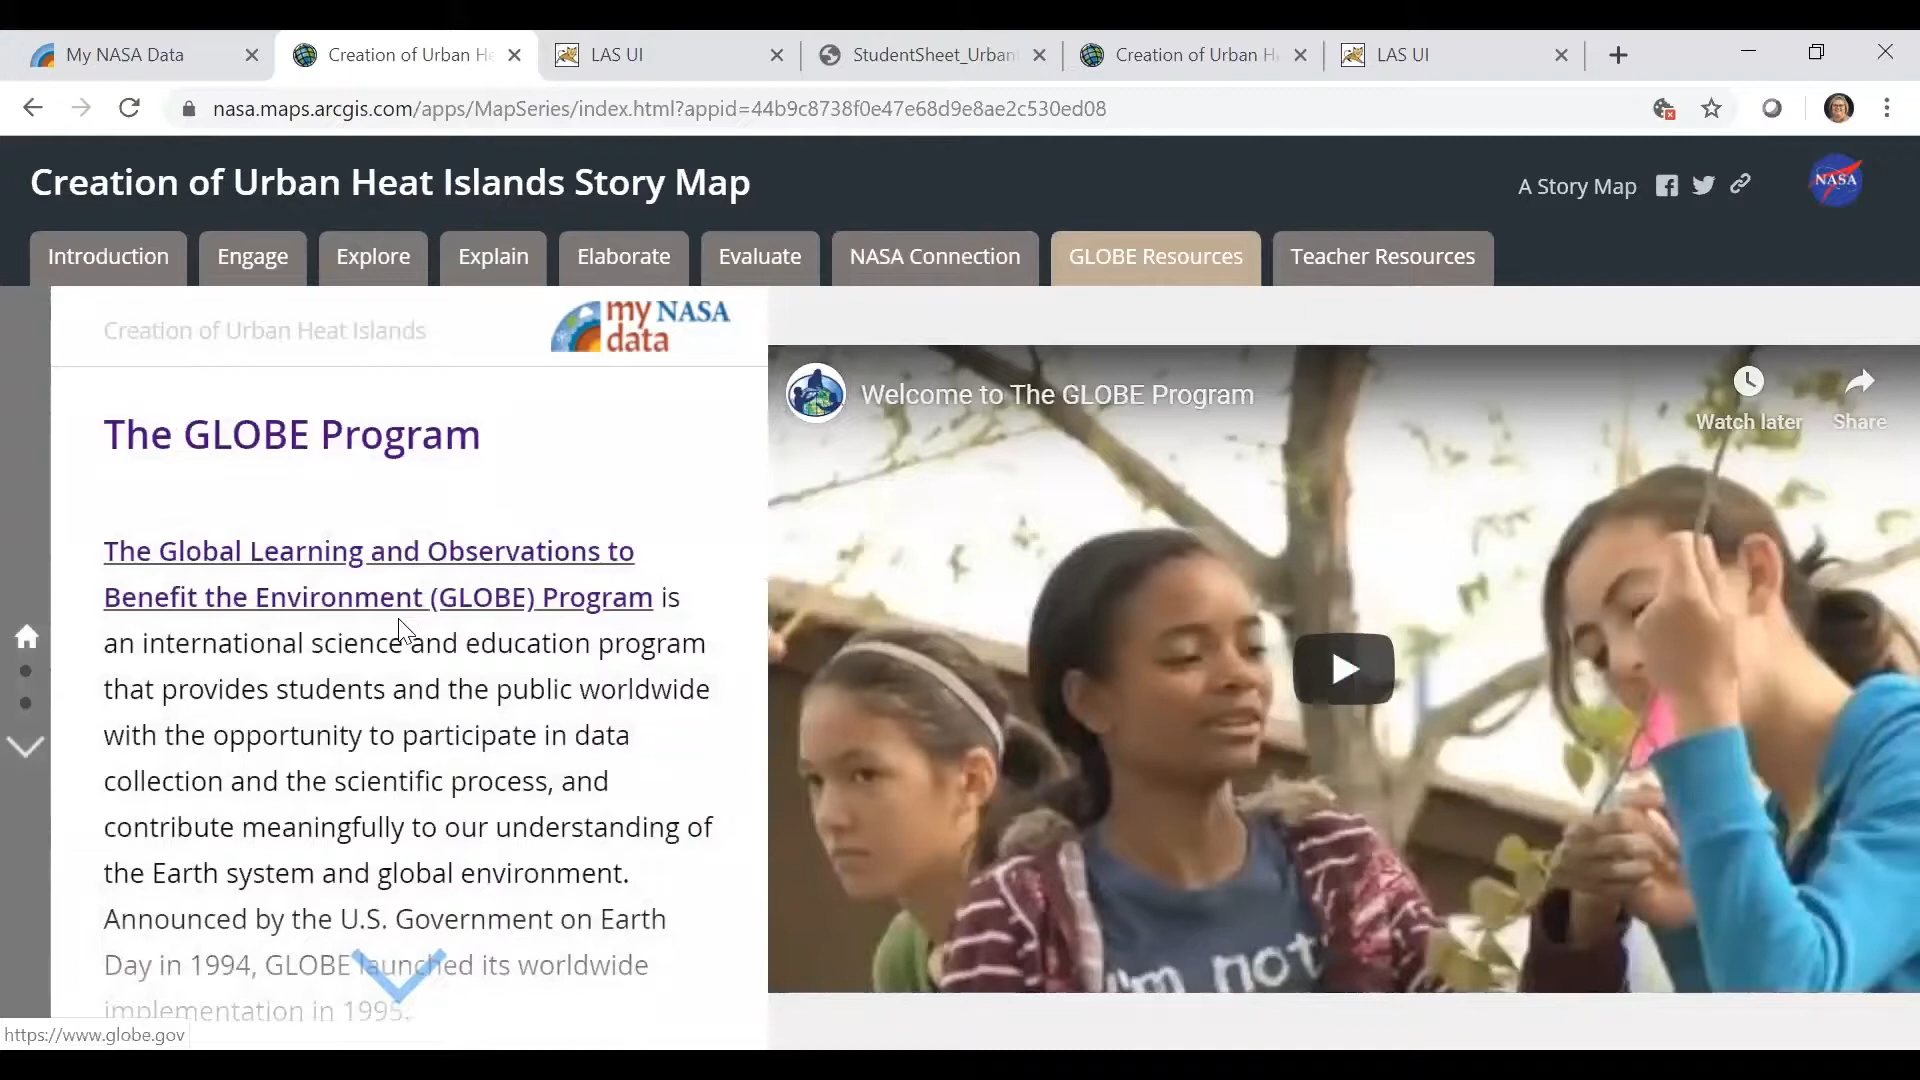 My NASA Data
Creation of Urban He
LAS UI
StudentSheet_Urban
Creation of Urban H
LAS UI
nasa.maps.arcgis.com/apps/MapSeries/index.html?appid=44b9c8738f0e47e68d9e8ae2c530ed08
Creation of Urban Heat Islands Story Map
A Story Map
NASA
Introduction
Engage
Explore
Explain
Elaborate
Evaluate
NASA Connection
GLOBE Resources
Teacher Resources
Creation of Urban Heat Islands
my NASA
data
The GLOBE Program
The Global Learning and Observations to
Benefit the Environment (GLOBE) Program is
an international science and education program
that provides students and the public worldwide
with the opportunity to participate in data
collection and the scientific process, and
contribute meaningfully to our understanding of
the Earth system and global environment.
Announced by the U.S. Government on Earth
Day in 1994, GLOBE launched its worldwide
implementation in 1995.
https://www.globe.gov
Welcome to The GLOBE Program
Watch later
Share
I'm not